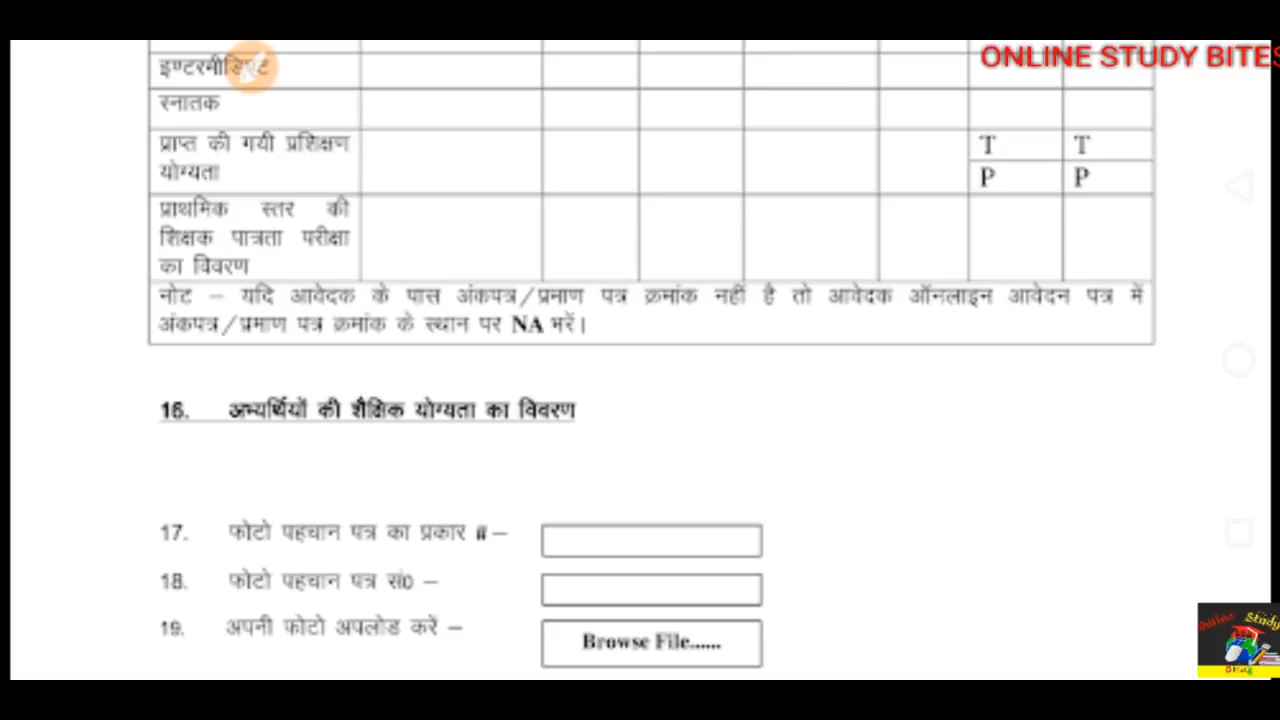 ONLINE STUDY BITES
इण्टरमीडिएट
स्नातक
प्राप्त की गयी प्रशिक्षण
योग्यता
T T
P P
प्राथमिक स्तर की
शिक्षक पात्रता परीक्षा
का विवरण
नोट – यदि आवेदक के पास अंकपत्र/प्रमाण पत्र क्रमांक नहीं है तो आवेदक ऑनलाइन आवेदन पत्र में
अंकपत्र/प्रमाण पत्र क्रमांक के स्थान पर NA भरें।
16. अभ्यर्थियों की शैक्षिक योग्यता का विवरण
17. फोटो पहचान पत्र का प्रकार # –
18. फोटो पहचान पत्र सं0 –
19. अपनी फोटो अपलोड करें –
Browse File......
Online Study
Bites